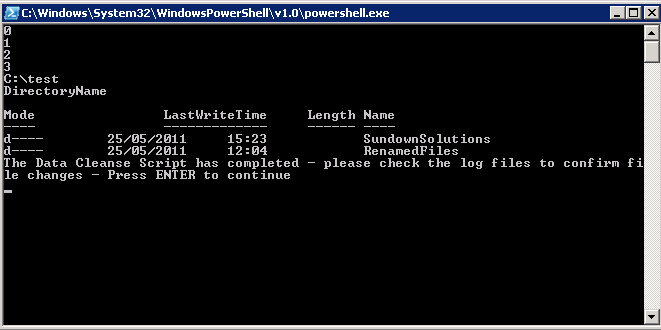 C:\Windows\System32\WindowsPowerShell\v1.0\powershell.exe
0
1
2
3
C:\test
DirectoryName
Mode                LastWriteTime     Length Name
----                -------------     ------ ----
d----        25/05/2011     15:23            SundownSolutions
d----        25/05/2011     12:04            RenamedFiles
The Data Cleanse Script has completed - please check the log files to confirm fi
le changes - Press ENTER to continue